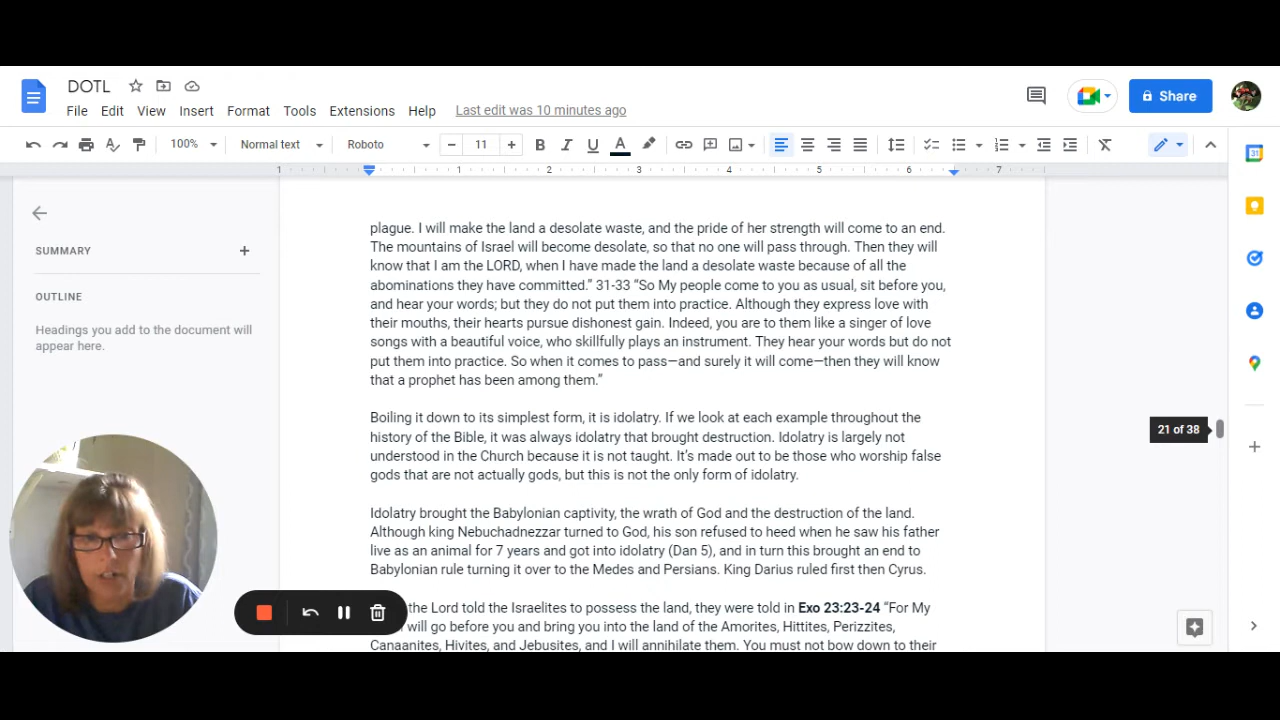 DOTL
File Edit View Insert Format Tools Extensions Help Last edit was 10 minutes ago
Share
100% Normal text Roboto 11 B I U A
1 1 2 3 4 5 6 7
31
SUMMARY
OUTLINE
Headings you add to the document will
appear here.
plague. I will make the land a desolate waste, and the pride of her strength will come to an end.
The mountains of Israel will become desolate, so that no one will pass through. Then they will
know that I am the LORD, when I have made the land a desolate waste because of all the
abominations they have committed.” 31-33 “So My people come to you as usual, sit before you,
and hear your words; but they do not put them into practice. Although they express love with
their mouths, their hearts pursue dishonest gain. Indeed, you are to them like a singer of love
songs with a beautiful voice, who skillfully plays an instrument. They hear your words but do not
put them into practice. So when it comes to pass—and surely it will come—then they will know
that a prophet has been among them.”
Boiling it down to its simplest form, it is idolatry. If we look at each example throughout the
history of the Bible, it was always idolatry that brought destruction. Idolatry is largely not
understood in the Church because it is not taught. It’s made out to be those who worship false
gods that are not actually gods, but this is not the only form of idolatry.
Idolatry brought the Babylonian captivity, the wrath of God and the destruction of the land.
Although king Nebuchadnezzar turned to God, his son refused to heed when he saw his father
live as an animal for 7 years and got into idolatry (Dan 5), and in turn this brought an end to
Babylonian rule turning it over to the Medes and Persians. King Darius ruled first then Cyrus.
the Lord told the Israelites to possess the land, they were told in Exo 23:23-24 “For My
will go before you and bring you into the land of the Amorites, Hittites, Perizzites,
Canaanites, Hivites, and Jebusites, and I will annihilate them. You must not bow down to their
21 of 38